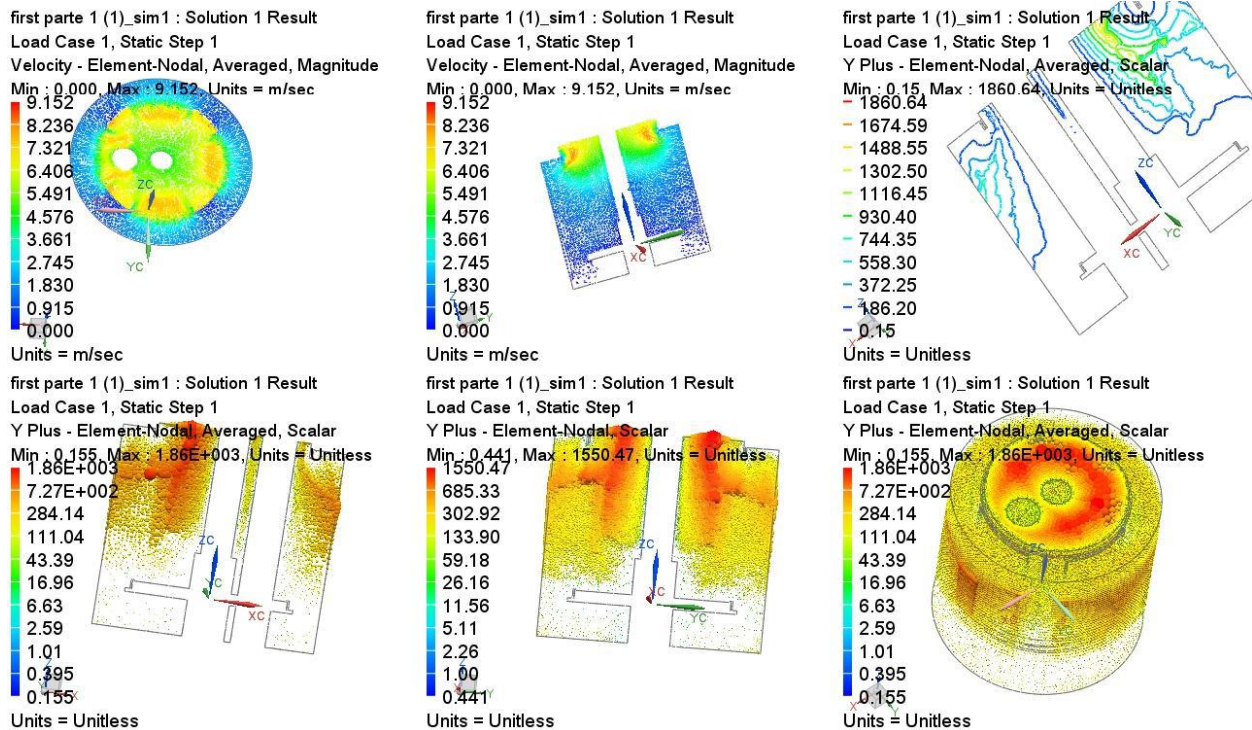 first parte 1 (1)_sim1 : Solution 1 Result
Load Case 1, Static Step 1
Velocity - Element-Nodal, Averaged, Magnitude
Min : 0.000, Max : 9.152, Units = m/sec
9.152
8.236
7.321
6.406
5.491
4.576
3.661
2.745
1.830
0.915
0.000
Units = m/sec
ZC
YC
first parte 1 (1)_sim1 : Solution 1 Result
Load Case 1, Static Step 1
Velocity - Element-Nodal, Averaged, Magnitude
Min : 0.000, Max : 9.152, Units = m/sec
9.152
8.236
7.321
6.406
5.491
4.576
3.661
2.745
1.830
0.915
0.000
Units = m/sec
XC
Z
Y
first parte 1 (1)_sim1 : Solution 1 Result
Load Case 1, Static Step 1
Y Plus - Element-Nodal, Averaged, Scalar
Min : 0.15, Max : 1860.64, Units = Unitless
1860.64
1674.59
1488.55
1302.50
1116.45
930.40
744.35
558.30
372.25
186.20
0.15
Units = Unitless
ZC
XC
YC
Z
X
first parte 1 (1)_sim1 : Solution 1 Result
Load Case 1, Static Step 1
Y Plus - Element-Nodal, Averaged, Scalar
Min : 0.155, Max : 1.86E+003, Units = Unitless
1.86E+003
7.27E+002
284.14
111.04
43.39
16.96
6.63
2.59
1.01
0.395
0.155
Units = Unitless
ZC
YC
XC
Z
X
first parte 1 (1)_sim1 : Solution 1 Result
Load Case 1, Static Step 1
Y Plus - Element-Nodal, Averaged, Scalar
Min : 0.441, Max : 1550.47, Units = Unitless
1550.47
685.33
302.92
133.90
59.18
26.16
11.56
5.11
2.26
1.00
0.441
Units = Unitless
ZC
XC
YC
Z
Y
first parte 1 (1)_sim1 : Solution 1 Result
Load Case 1, Static Step 1
Y Plus - Element-Nodal, Averaged, Scalar
Min : 0.155, Max : 1.86E+003, Units = Unitless
1.86E+003
7.27E+002
284.14
111.04
43.39
16.96
6.63
2.59
1.01
0.395
0.155
Units = Unitless
ZC
XC
YC
Z
X
Y